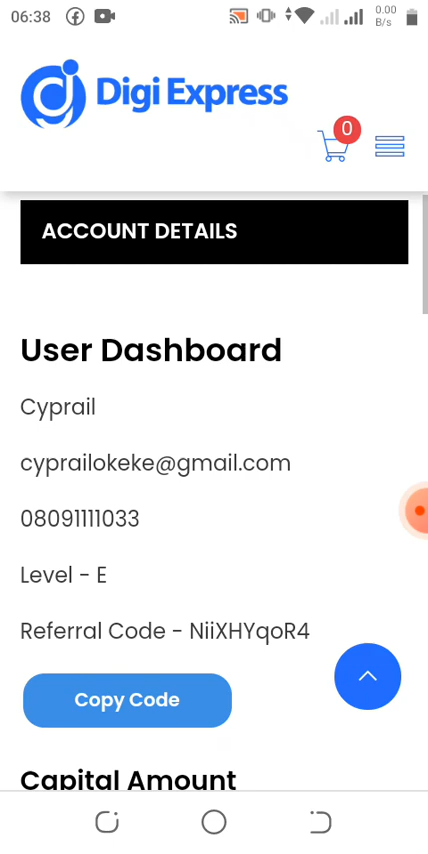 06:38
0.00
B/s
Digi Express
0
ACCOUNT DETAILS
User Dashboard
Cyprail
cyprailokeke@gmail.com
08091111033
Level - E
Referral Code - NiiXHYqoR4
Copy Code
Capital Amount